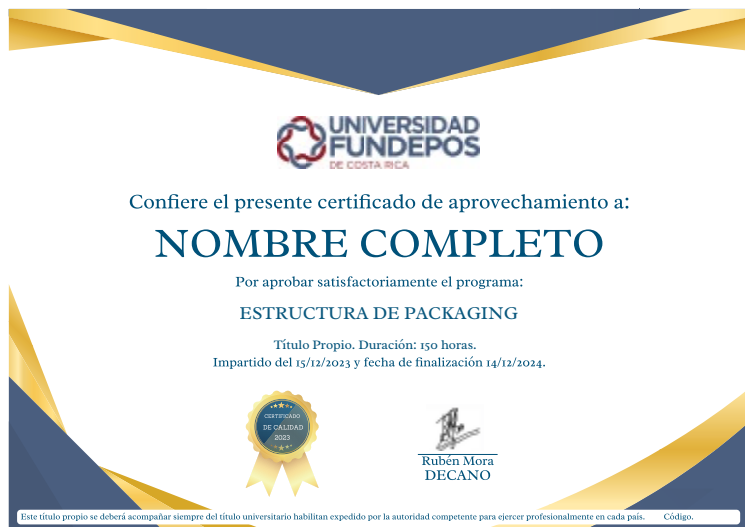 UNIVERSIDAD
FUNDEPOS
DE COSTA RICA
Confiere el presente certificado de aprovechamiento a:
NOMBRE COMPLETO
Por aprobar satisfactoriamente el programa:
ESTRUCTURA DE PACKAGING
Título Propio. Duración: 150 horas.
Impartido del 15/12/2023 y fecha de finalización 14/12/2024.
CERTIFICADO
DE CALIDAD
2023
Rubén Mora
DECANO
Este título propio se deberá acompañar siempre del título universitario habilitan expedido por la autoridad competente para ejercer profesionalmente en cada país. Código.